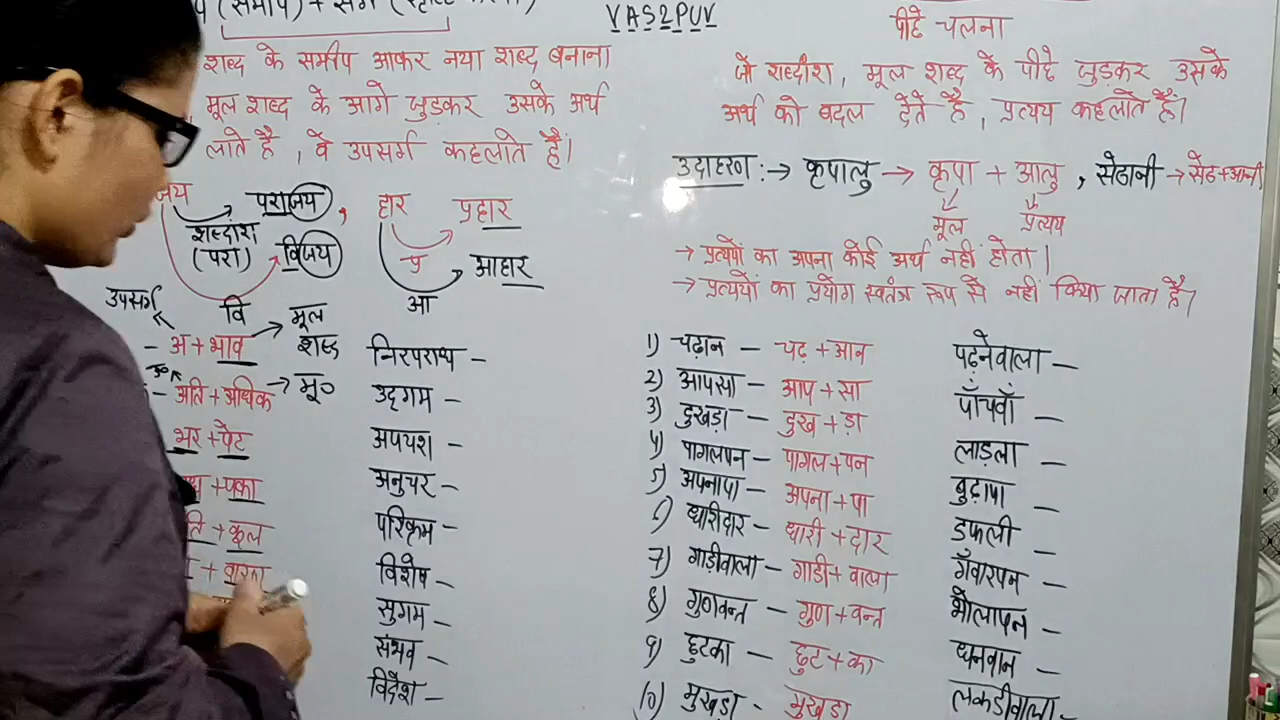 (समीप) +
VAS2PUV
पीछे चलना
शब्द के समीप आकर नया शब्द बनाना
मूल शब्द के आगे जुड़कर उसके अर्थ
लाते है, वे उपसर्ग कहलाते हैं।
जो शब्दांश, मूल शब्द के पीछे जुड़कर उसके
अर्थ को बदल देते है, प्रत्यय कहलाते हैं।
उदाहरण :→ कृपालु → कृपा + आलु, सेठानी → सेठ+आनी
मूल प्रत्यय
→ प्रत्ययों का अपना कोई अर्थ नहीं होता।
→ प्रत्ययों का प्रयोग स्वतंत्र रूप से नहीं किया जाता है।
जय पराजय, हार प्रहार
शब्दांश (परा) विजय प्र आहार
उपसर्ग वि मूल शब्द आ
- अ + भाव
- अति + अधिक → मू०
भर + पेट
+ पका
ति + कूल
निरपराध –
उद्गम –
अपयश –
अनुचर –
परिक्रम –
विशेष –
सुगम –
संभव –
विदेश –
1) चढ़ान – चढ़ + आन
2) आपसा – आप + सा
3) दुखड़ा – दुख + ड़ा
4) पागलपन – पागल+पन
5) अपनापा – अपना + पा
6) धारीदार – धारी + दार
7) गाडीवाला – गाडी + वाला
8) गुणवन्त – गुण + वन्त
9) छुटका – छुट + का
10) मुखड़ा – मुखड़ा
पढ़नेवाला –
पाँचवाँ –
लाड़ला –
बुढ़ापा –
डफली –
गँवारपन –
भोलापन –
धनवान –
लकडीवाला –